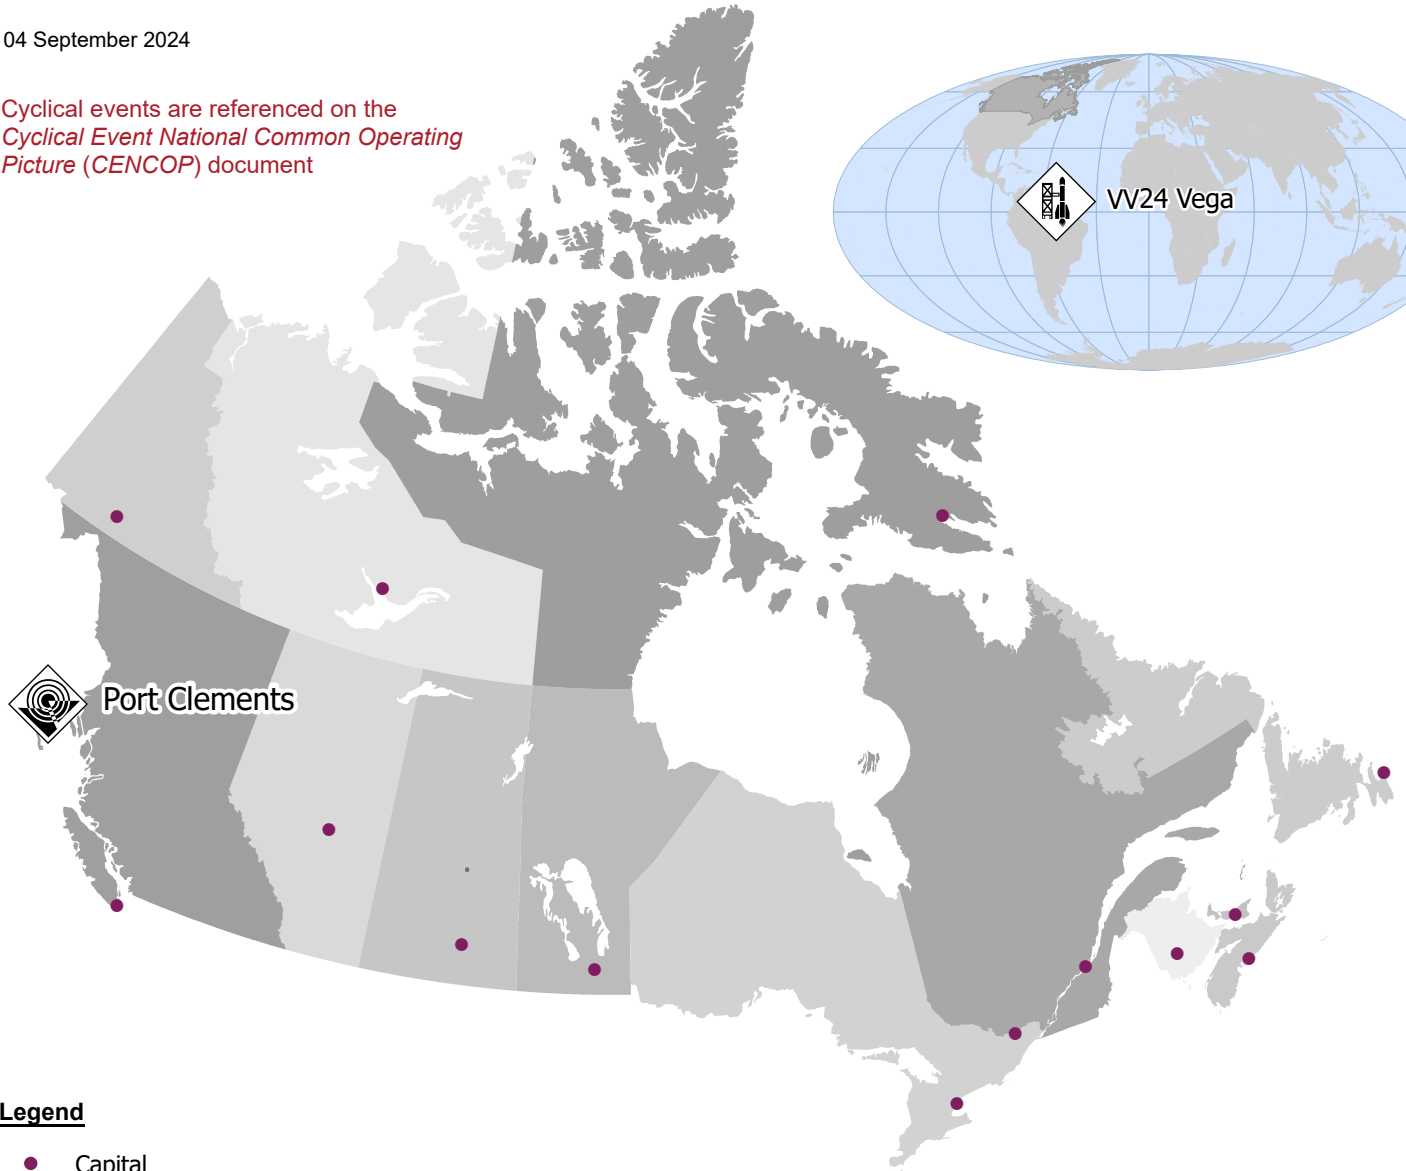 04 September 2024
Cyclical events are referenced on the
Cyclical Event National Common Operating
Picture (CENCOP) document
VV24 Vega
Port Clements
Legend
Capital